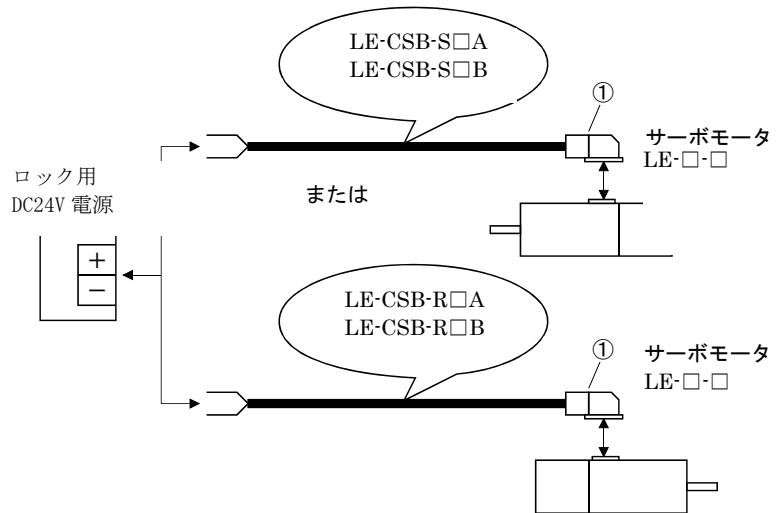 LE-CSB-S□A
LE-CSB-S□B
①
サーボモータ
LE-□-□
ロック用
DC24V 電源
または
+
−
LE-CSB-R□A
LE-CSB-R□B
①
サーボモータ
LE-□-□